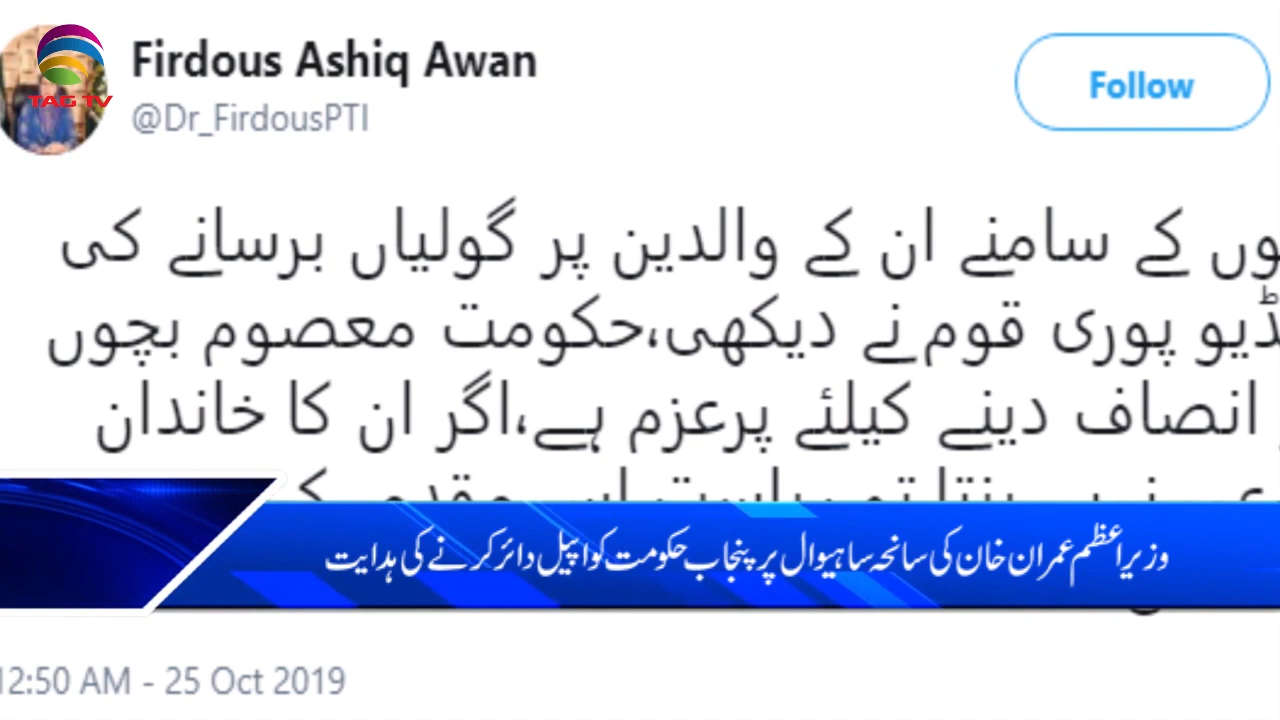 TAG TV
Firdous Ashiq Awan
@Dr_FirdousPTI
Follow
کے سامنے ان کے والدین پر گولیاں برسانے کی
پوری قوم نے دیکھی،حکومت معصوم بچوں
انصاف دینے کیلئے پرعزم ہے،اگر ان کا خاندان
وزیراعظم عمران خان کی سانحہ ساہیوال پر پنجاب حکومت کو اپیل دائر کرنے کی ہدایت
12:50 AM - 25 Oct 2019